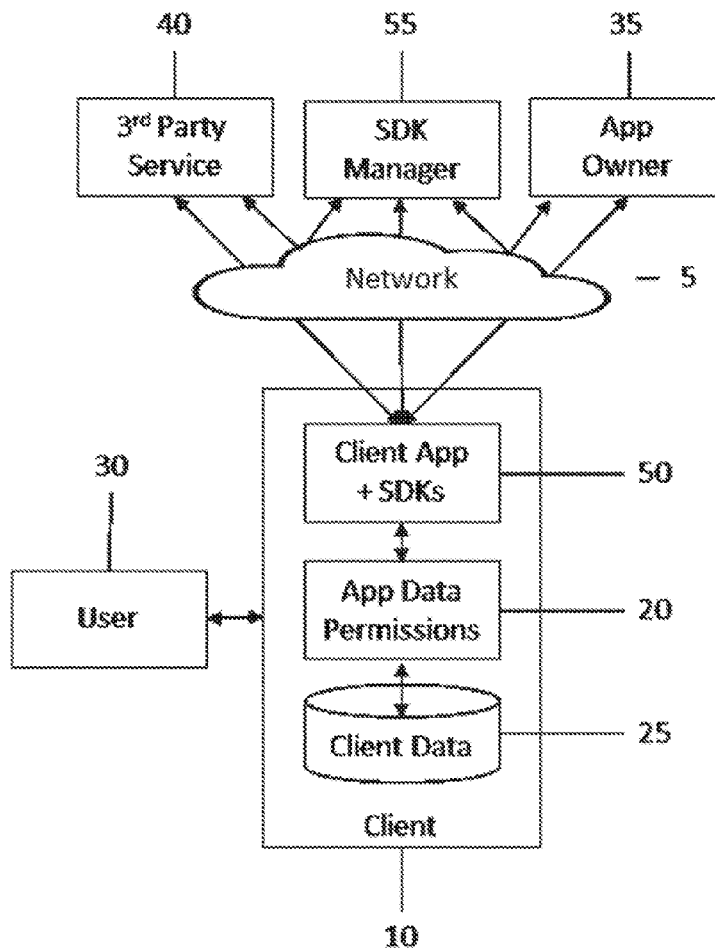 40 55 35
3rd Party
Service
SDK
Manager
App
Owner
Network
5
Client App
+ SDKs
50
30
User
App Data
Permissions
20
Client Data
25
Client
10